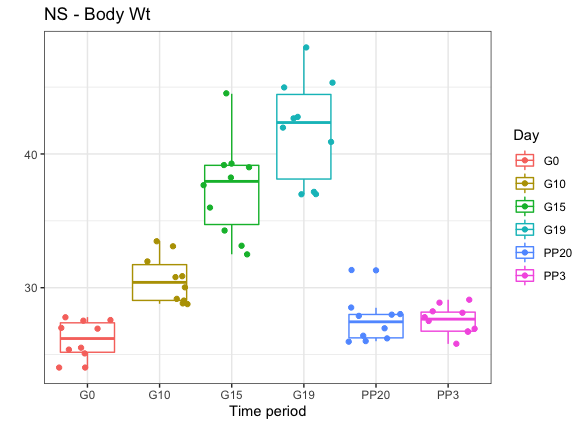 NS - Body Wt
40
30
G0 G10 G15 G19 PP20 PP3
Time period
Day
G0
G10
G15
G19
PP20
PP3